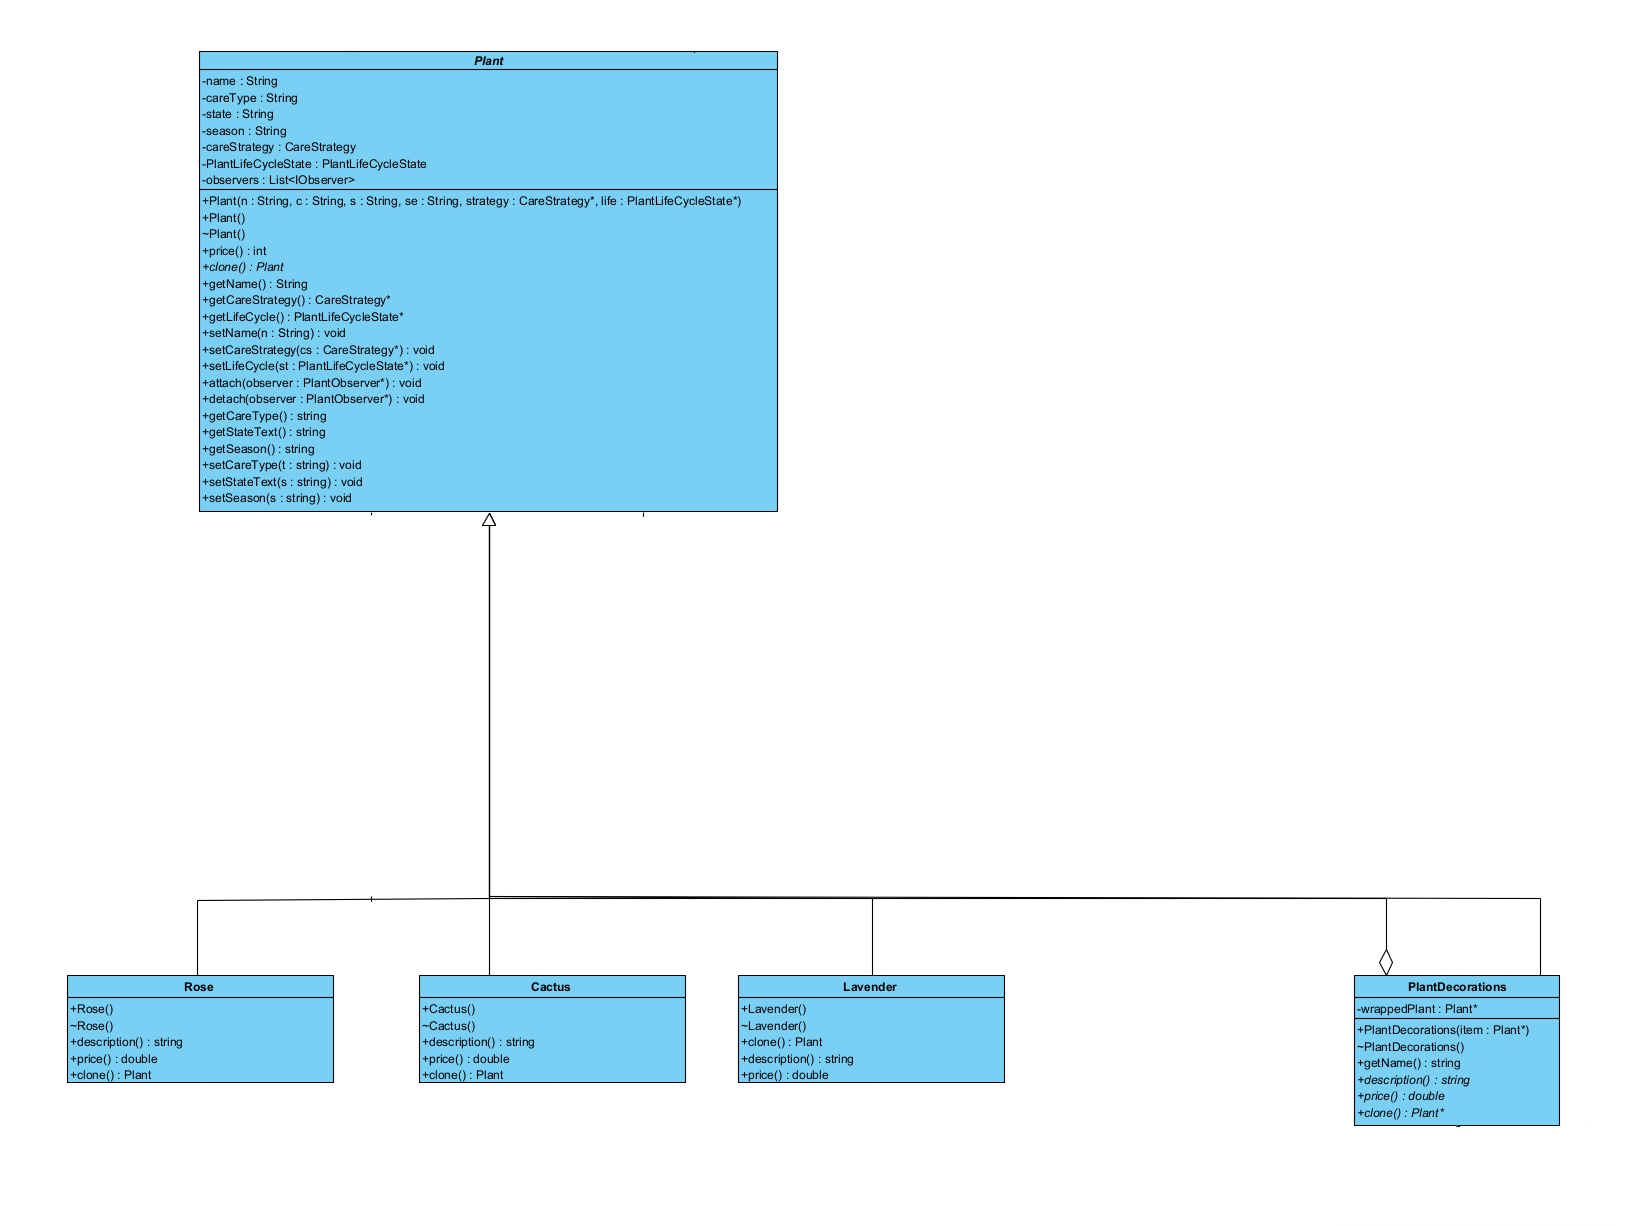 Plant
-name : String
-careType : String
-state : String
-season : String
-careStrategy : CareStrategy
-PlantLifeCycleState : PlantLifeCycleState
-observers : List<IObserver>
+Plant(n : String, c : String, s : String, se : String, strategy : CareStrategy*, life : PlantLifeCycleState*)
+Plant()
~Plant()
+price() : int
+clone() : Plant
+getName() : String
+getCareStrategy() : CareStrategy*
+getLifeCycle() : PlantLifeCycleState*
+setName(n : String) : void
+setCareStrategy(cs : CareStrategy*) : void
+setLifeCycle(st : PlantLifeCycleState*) : void
+attach(observer : PlantObserver*) : void
+detach(observer : PlantObserver*) : void
+getCareType() : string
+getStateText() : string
+getSeason() : string
+setCareType(t : string) : void
+setStateText(s : string) : void
+setSeason(s : string) : void
Rose
+Rose()
~Rose()
+description() : string
+price() : double
+clone() : Plant
Cactus
+Cactus()
~Cactus()
+description() : string
+price() : double
+clone() : Plant
Lavender
+Lavender()
~Lavender()
+clone() : Plant
+description() : string
+price() : double
PlantDecorations
-wrappedPlant : Plant*
+PlantDecorations(item : Plant*)
~PlantDecorations()
+getName() : string
+description() : string
+price() : double
+clone() : Plant*